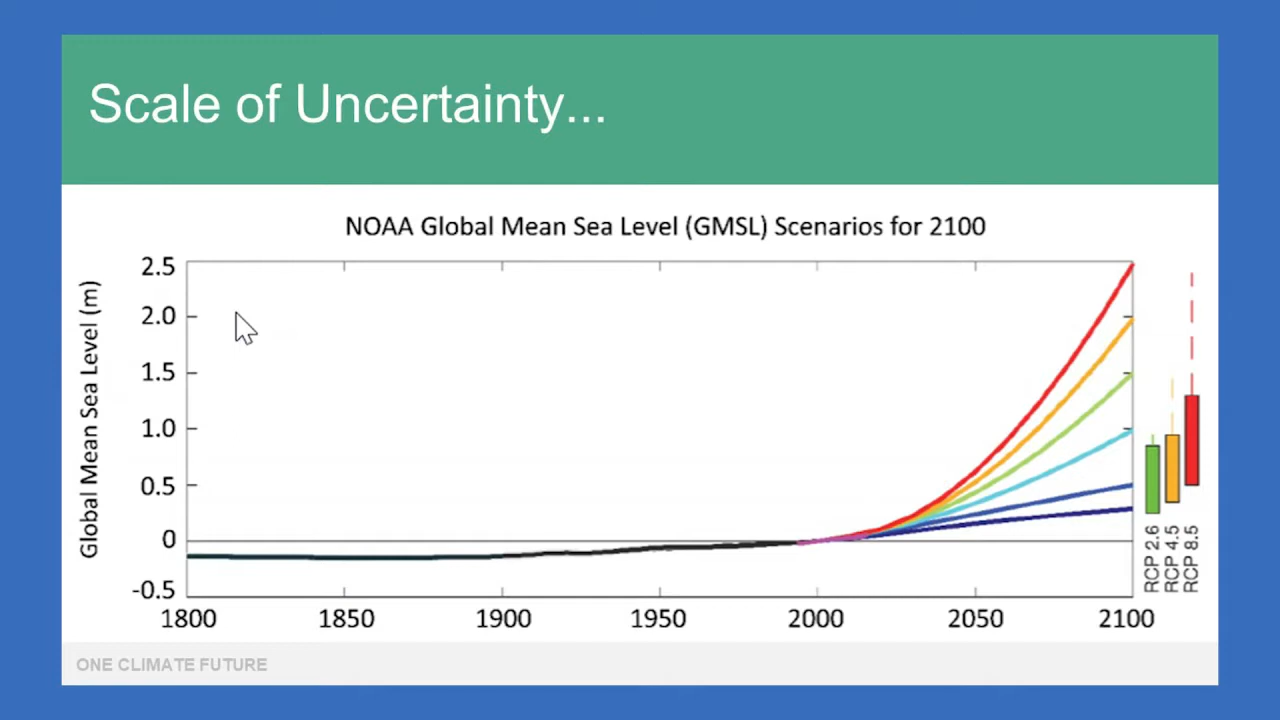 Scale of Uncertainty...
NOAA Global Mean Sea Level (GMSL) Scenarios for 2100
Global Mean Sea Level (m)
2.5
2.0
1.5
1.0
0.5
0
-0.5
1800 1850 1900 1950 2000 2050 2100
RCP 2.6
RCP 4.5
RCP 8.5
ONE CLIMATE FUTURE